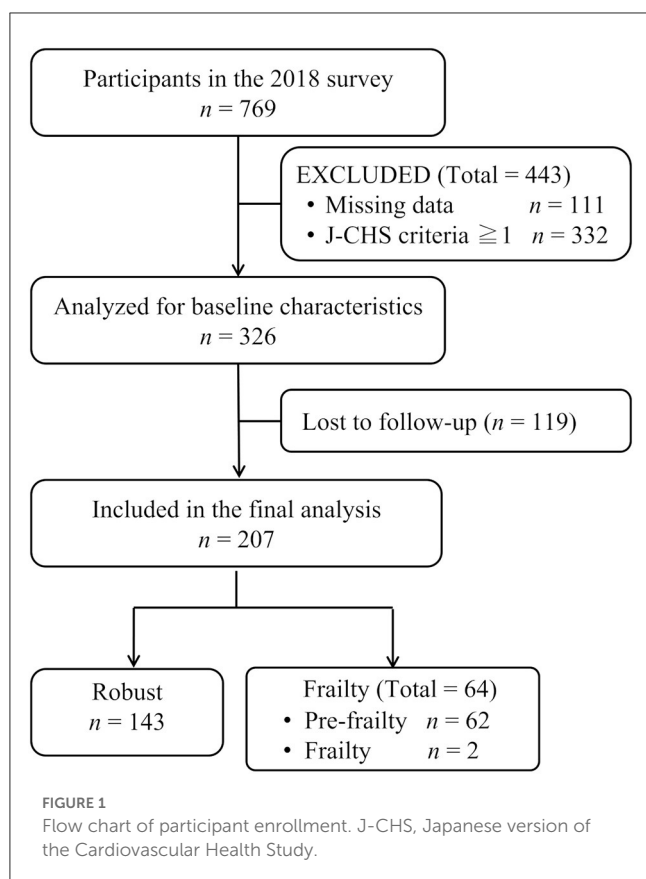 Participants in the 2018 survey
n = 769
EXCLUDED (Total = 443)
• Missing data n = 111
• J-CHS criteria ≧1 n = 332
Analyzed for baseline characteristics
n = 326
Lost to follow-up (n = 119)
Included in the final analysis
n = 207
Robust
n = 143
Frailty (Total = 64)
• Pre-frailty n = 62
• Frailty n = 2
FIGURE 1
Flow chart of participant enrollment. J-CHS, Japanese version of
the Cardiovascular Health Study.